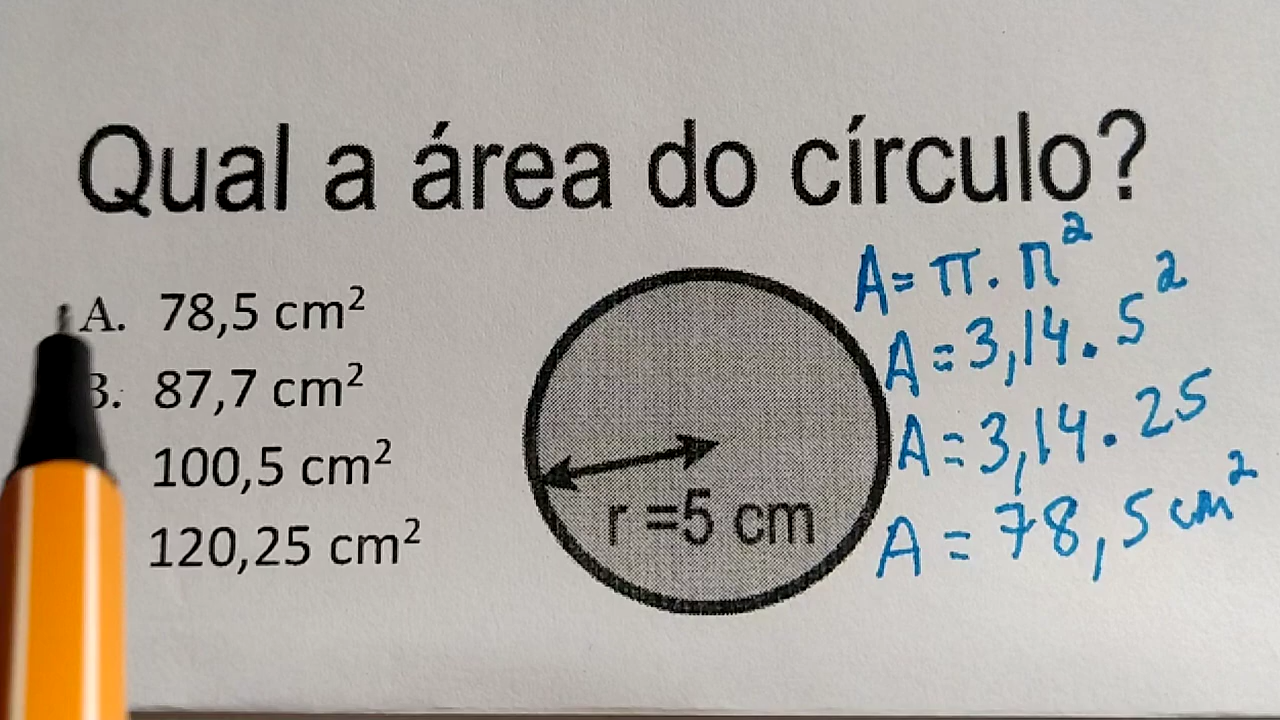 Qual a área do círculo?
A. 78,5 cm²
B. 87,7 cm²
100,5 cm²
120,25 cm²
r =5 cm
A = π . r²
A = 3,14 . 5²
A = 3,14 . 25
A = 78,5 cm²